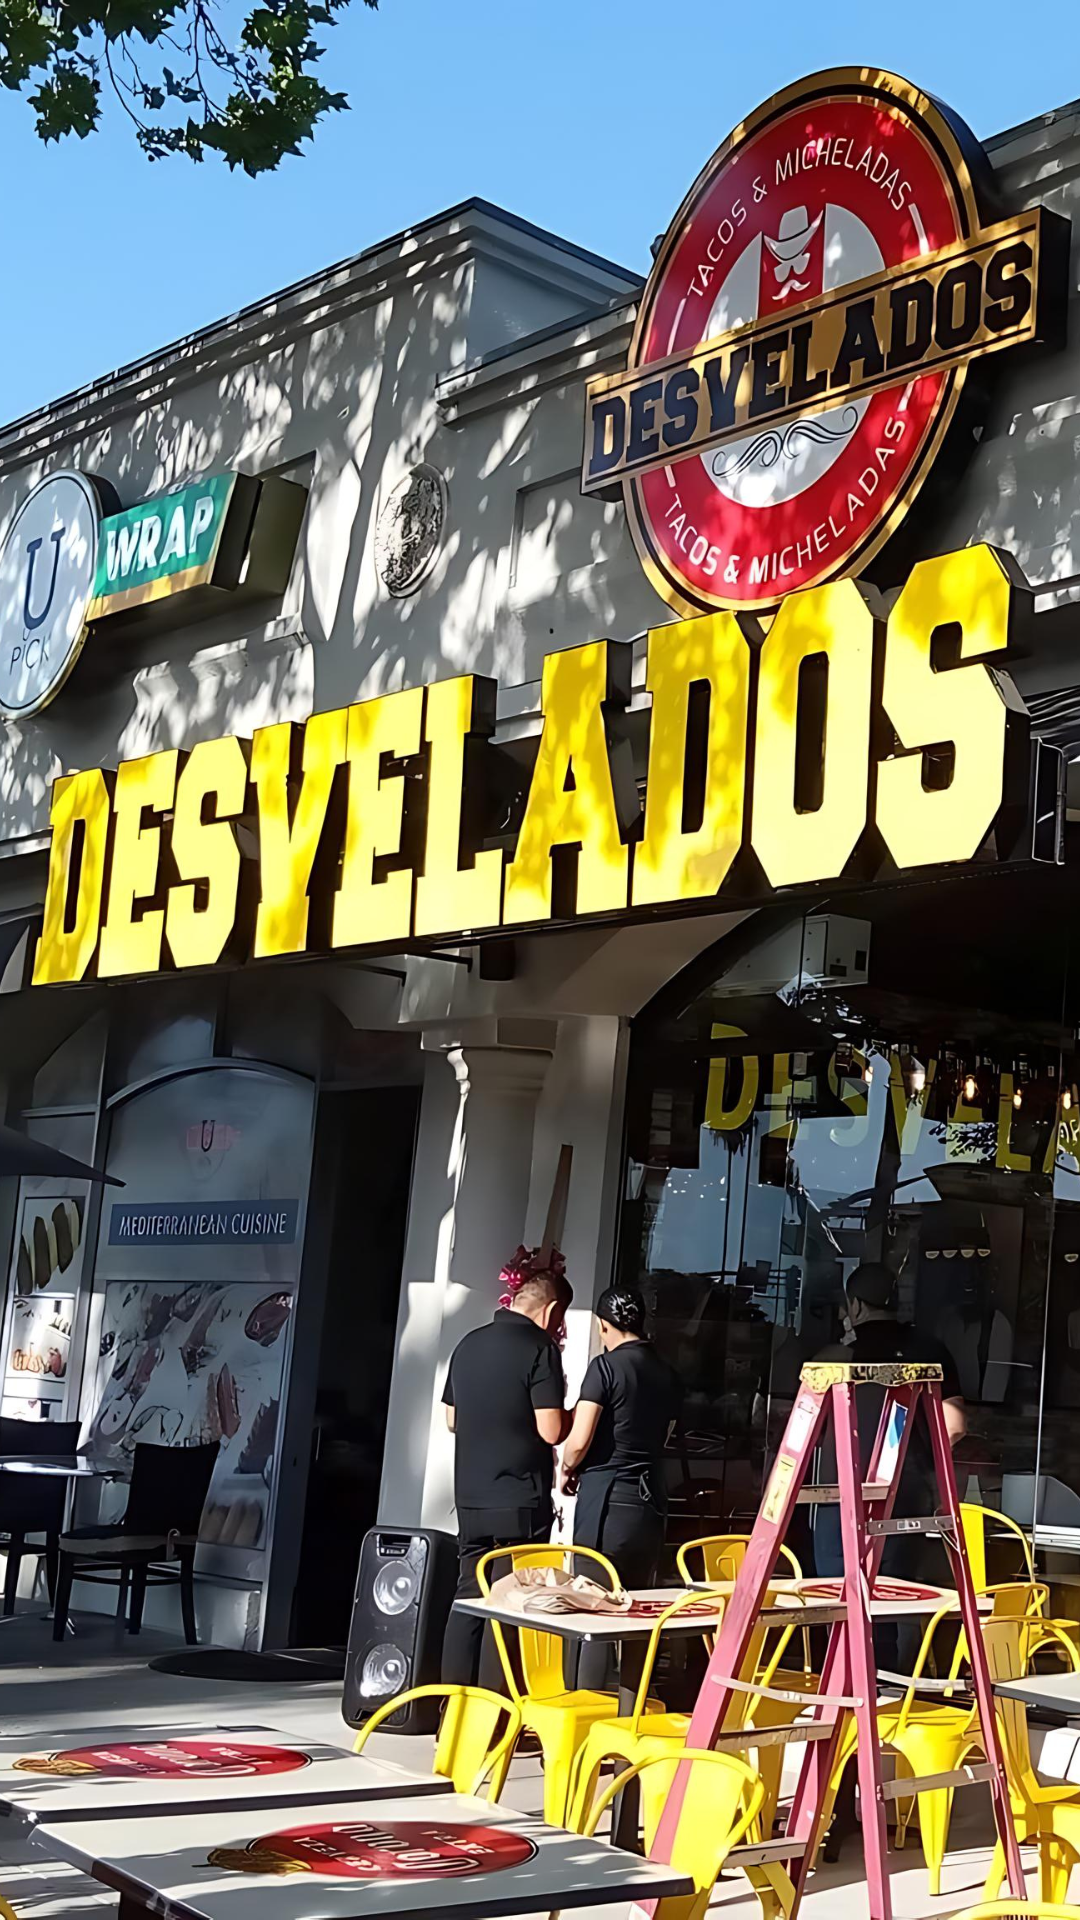 TACOS & MICHELADAS
DESVELADOS
TACOS & MICHELADAS
U
PICK
WRAP
DESVELADOS
DESVELA
U
MEDITERRANEAN CUISINE